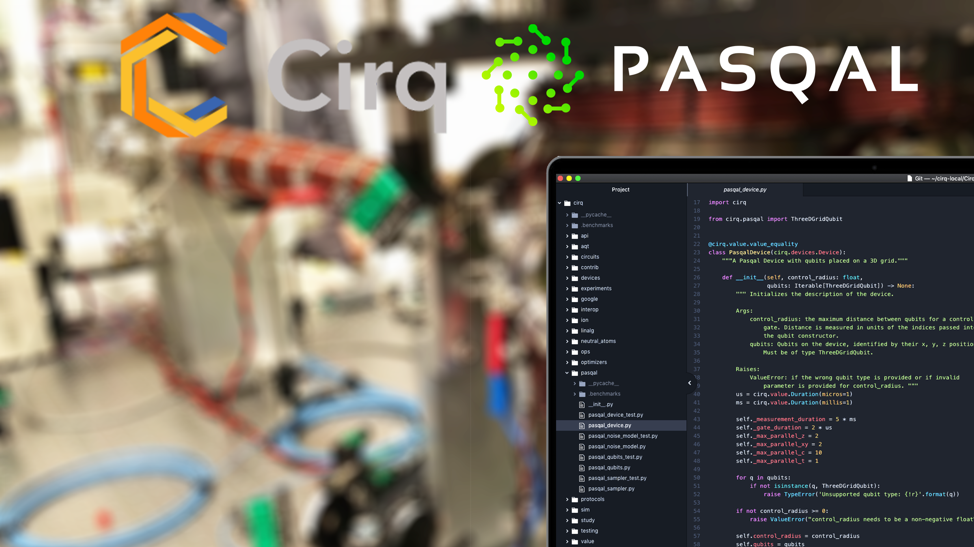 Cirq
PASQAL
Git — ~/cirq-local/Cirq
Project
pasqal_device.py
cirq
__pycache__
.benchmarks
api
aqt
circuits
contrib
devices
experiments
google
interop
ion
linalg
neutral_atoms
ops
optimizers
pasqal
__pycache__
.benchmarks
__init__.py
pasqal_device_test.py
pasqal_device.py
pasqal_noise_model_test.py
pasqal_noise_model.py
pasqal_qubits_test.py
pasqal_qubits.py
pasqal_sampler_test.py
pasqal_sampler.py
protocols
sim
study
testing
value
17 import cirq
18
19 from cirq.pasqal import ThreeDGridQubit
20
21
22 @cirq.value.value_equality
23 class PasqalDevice(cirq.devices.Device):
24 """A Pasqal Device with qubits placed on a 3D grid."""
25
26 def __init__(self, control_radius: float,
27 qubits: Iterable[ThreeDGridQubit]) -> None:
28 """ Initializes the description of the device.
29
30 Args:
31 control_radius: the maximum distance between qubits for a control
32 gate. Distance is measured in units of the indices passed int
33 the qubit constructor.
34 qubits: Qubits on the device, identified by their x, y, z positio
35 Must be of type ThreeDGridQubit.
36
37 Raises:
38 ValueError: if the wrong qubit type is provided or if invalid
39 parameter is provided for control_radius. """
40 us = cirq.value.Duration(micros=1)
41 ms = cirq.value.Duration(millis=1)
42
43 self._measurement_duration = 5 * ms
44 self._gate_duration = 2 * us
45 self._max_parallel_z = 2
46 self._max_parallel_xy = 2
47 self._max_parallel_c = 10
48 self._max_parallel_t = 1
49
50 for q in qubits:
51 if not isinstance(q, ThreeDGridQubit):
52 raise TypeError('Unsupported qubit type: {!r}'.format(q))
53
54 if not control_radius >= 0:
55 raise ValueError("control_radius needs to be a non-negative float
56
57 self.control_radius = control_radius
58 self.qubits = qubits